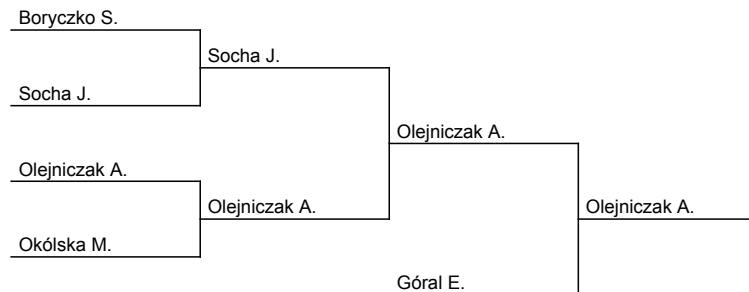 Boryczko S.
Socha J.
Socha J.
Olejniczak A.
Olejniczak A.
Olejniczak A.
Olejniczak A.
Okólska M.
Góral E.